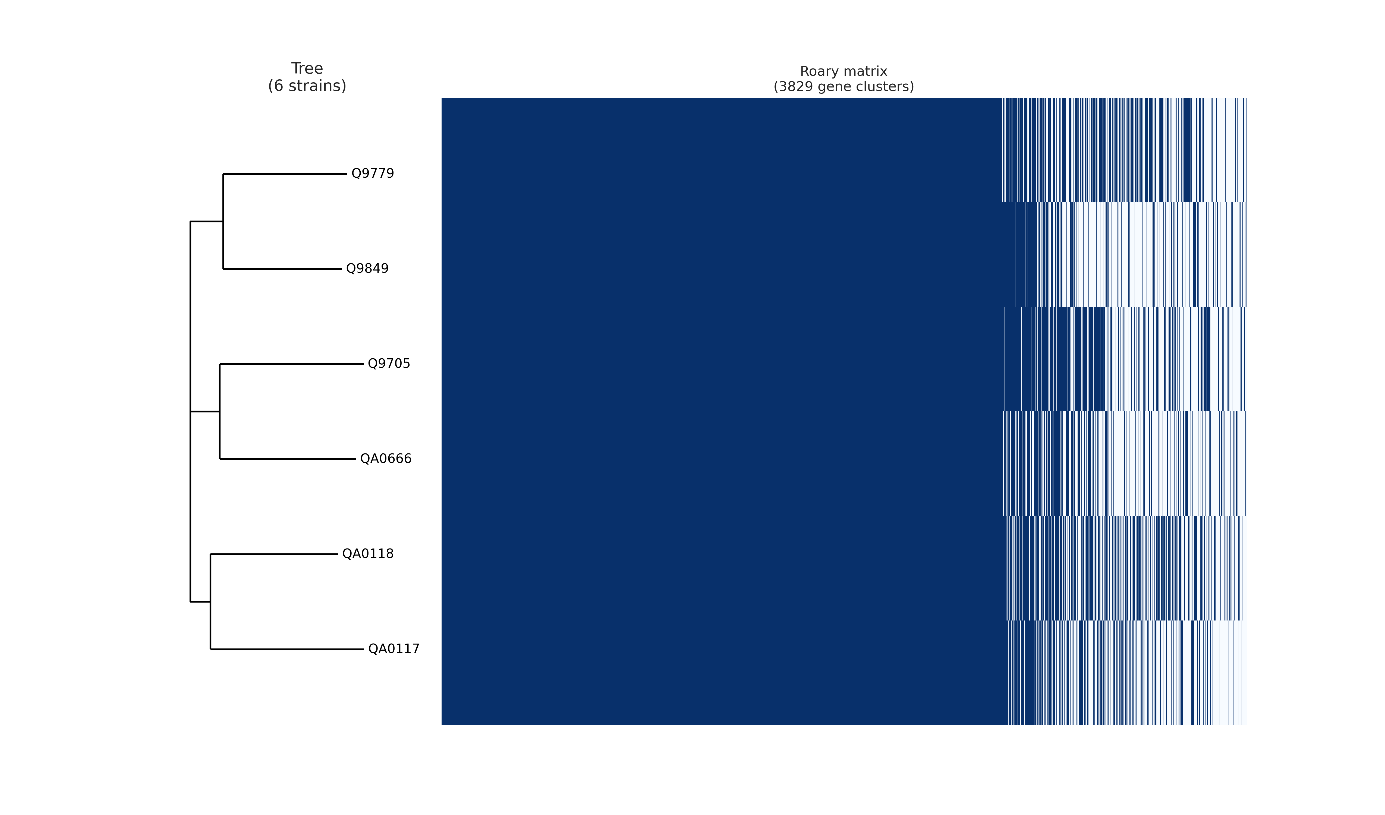 Tree
(6 strains)
Roary matrix
(3829 gene clusters)
Q9779
Q9849
Q9705
QA0666
QA0118
QA0117